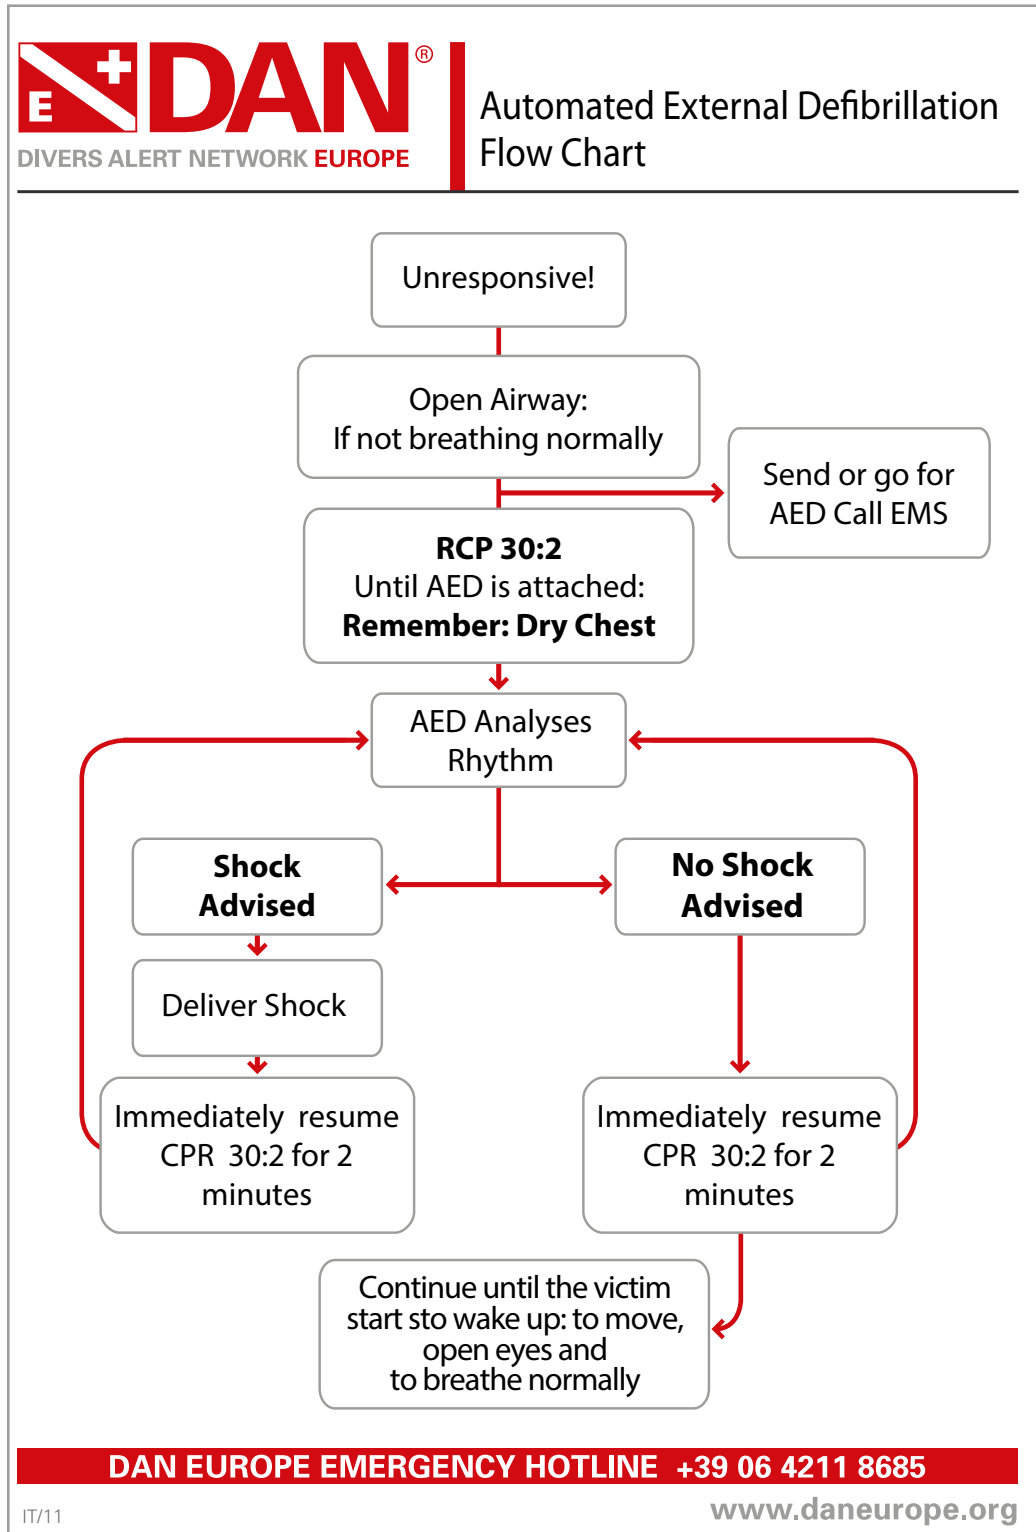 E DAN®
DIVERS ALERT NETWORK EUROPE
Automated External Defibrillation
Flow Chart
Unresponsive!
Open Airway:
If not breathing normally
Send or go for
AED Call EMS
RCP 30:2
Until AED is attached:
Remember: Dry Chest
AED Analyses
Rhythm
Shock
Advised
No Shock
Advised
Deliver Shock
Immediately resume
CPR 30:2 for 2
minutes
Immediately resume
CPR 30:2 for 2
minutes
Continue until the victim
start sto wake up: to move,
open eyes and
to breathe normally
DAN EUROPE EMERGENCY HOTLINE +39 06 4211 8685
IT/11
www.daneurope.org